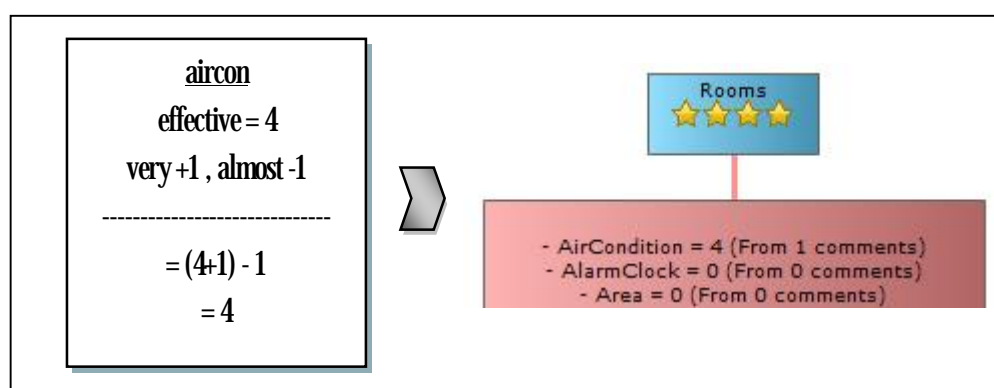 aircon
effective = 4
very +1 , almost -1
------------------------------
= (4+1) - 1
= 4
Rooms
- AirCondition = 4 (From 1 comments)
- AlarmClock = 0 (From 0 comments)
- Area = 0 (From 0 comments)